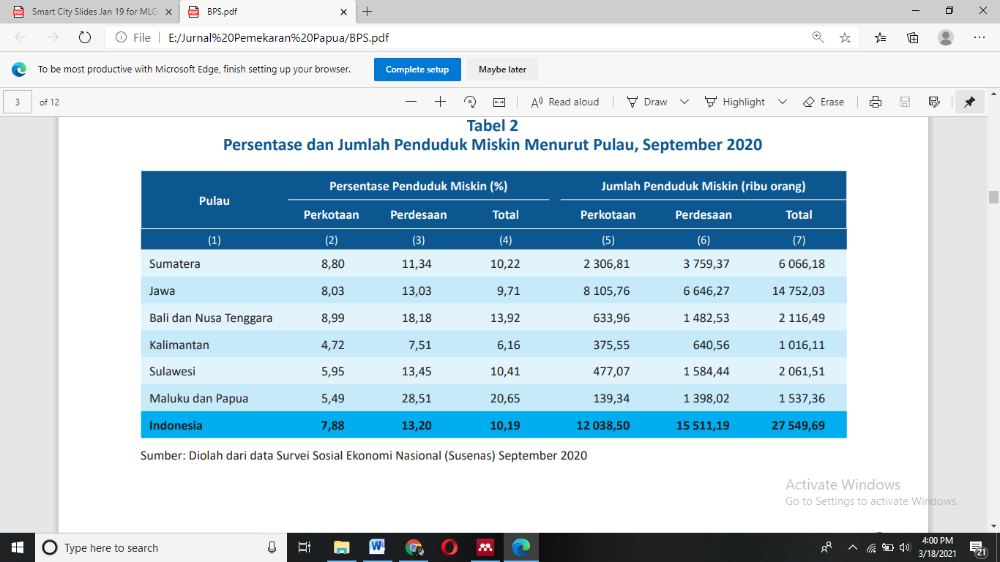 Smart City Slides Jan 19 for MLG
BPS.pdf
File
E:/Jurnal%20Pemekaran%20Papua/BPS.pdf
To be most productive with Microsoft Edge, finish setting up your browser.
Complete setup
Maybe later
3 of 12
Read aloud
Draw
Highlight
Erase
Tabel 2
Persentase dan Jumlah Penduduk Miskin Menurut Pulau, September 2020
Pulau Persentase Penduduk Miskin (%) Jumlah Penduduk Miskin (ribu orang)
Perkotaan Perdesaan Total Perkotaan Perdesaan Total
(1) (2) (3) (4) (5) (6) (7)
Sumatera 8,80 11,34 10,22 2 306,81 3 759,37 6 066,18
Jawa 8,03 13,03 9,71 8 105,76 6 646,27 14 752,03
Bali dan Nusa Tenggara 8,99 18,18 13,92 633,96 1 482,53 2 116,49
Kalimantan 4,72 7,51 6,16 375,55 640,56 1 016,11
Sulawesi 5,95 13,45 10,41 477,07 1 584,44 2 061,51
Maluku dan Papua 5,49 28,51 20,65 139,34 1 398,02 1 537,36
Indonesia 7,88 13,20 10,19 12 038,50 15 511,19 27 549,69
Sumber: Diolah dari data Survei Sosial Ekonomi Nasional (Susenas) September 2020
Activate Windows
Go to Settings to activate Windows.
Type here to search
4:00 PM
3/18/2021
21